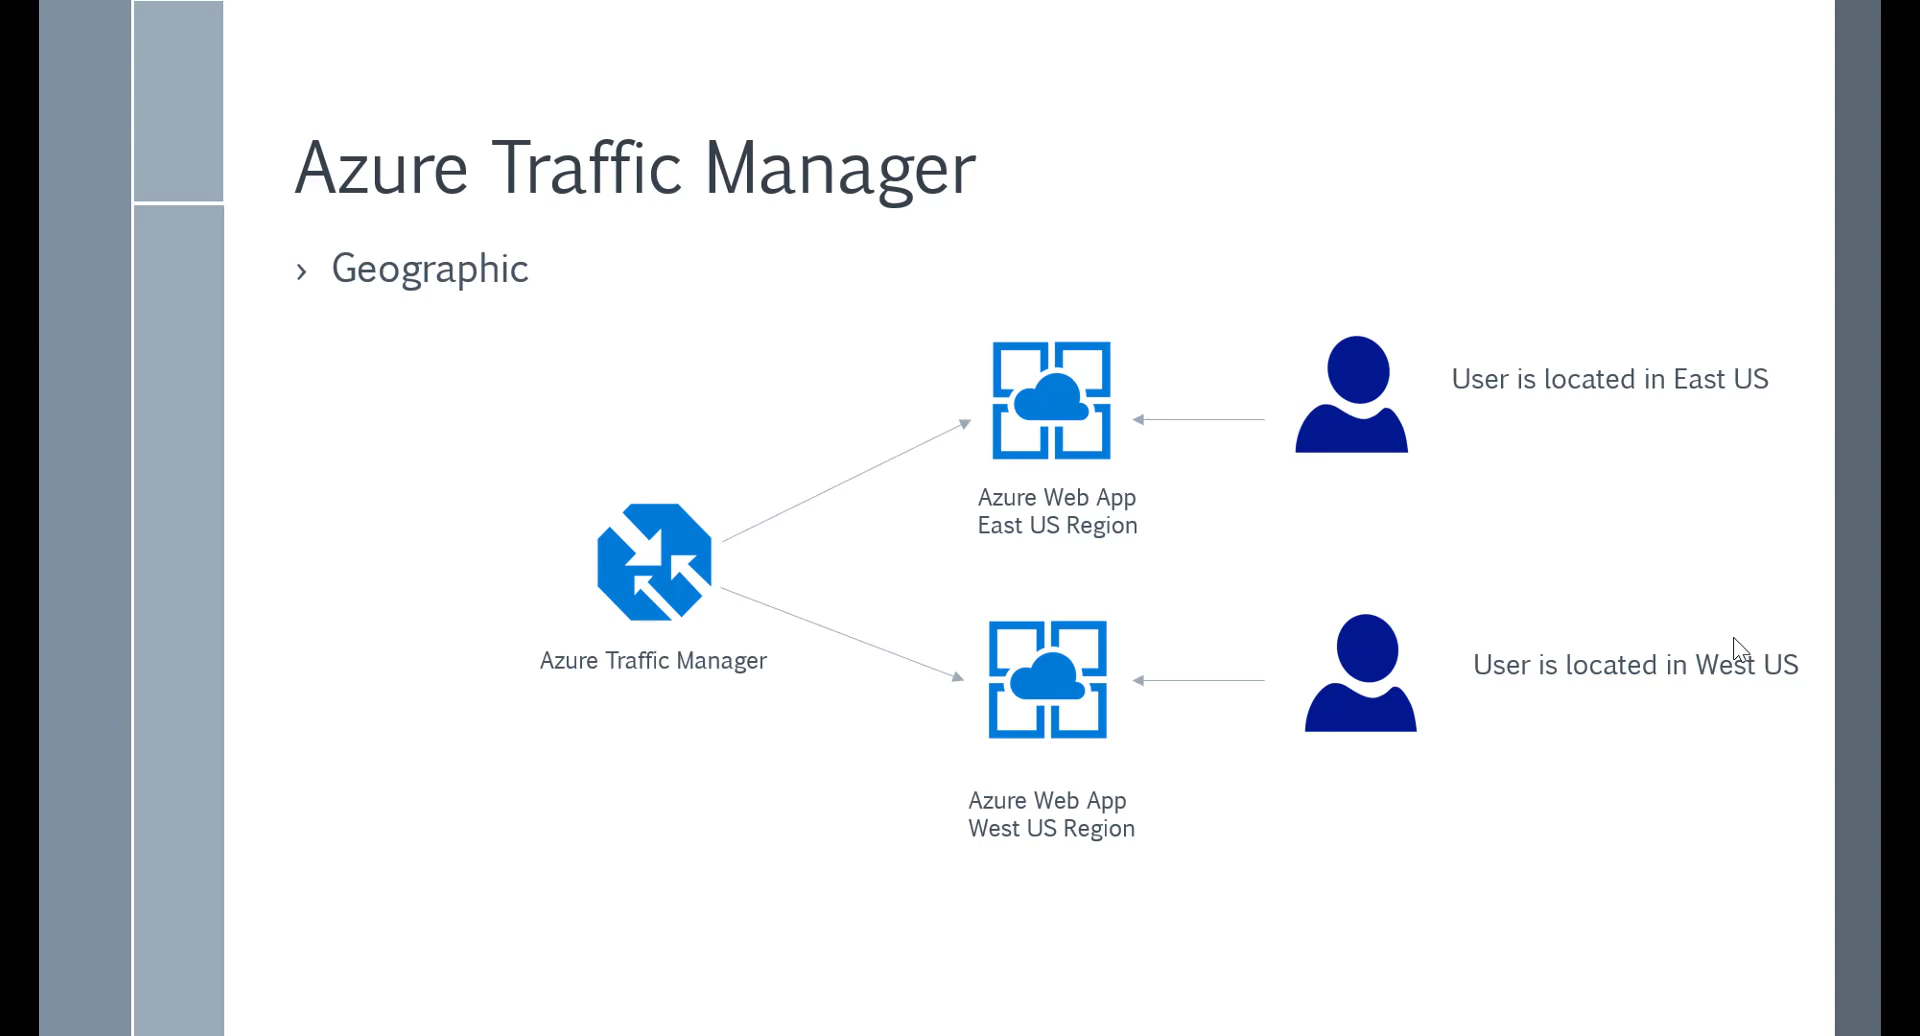 Azure Traffic Manager
› Geographic
User is located in East US
Azure Web App
East US Region
Azure Traffic Manager
User is located in West US
Azure Web App
West US Region